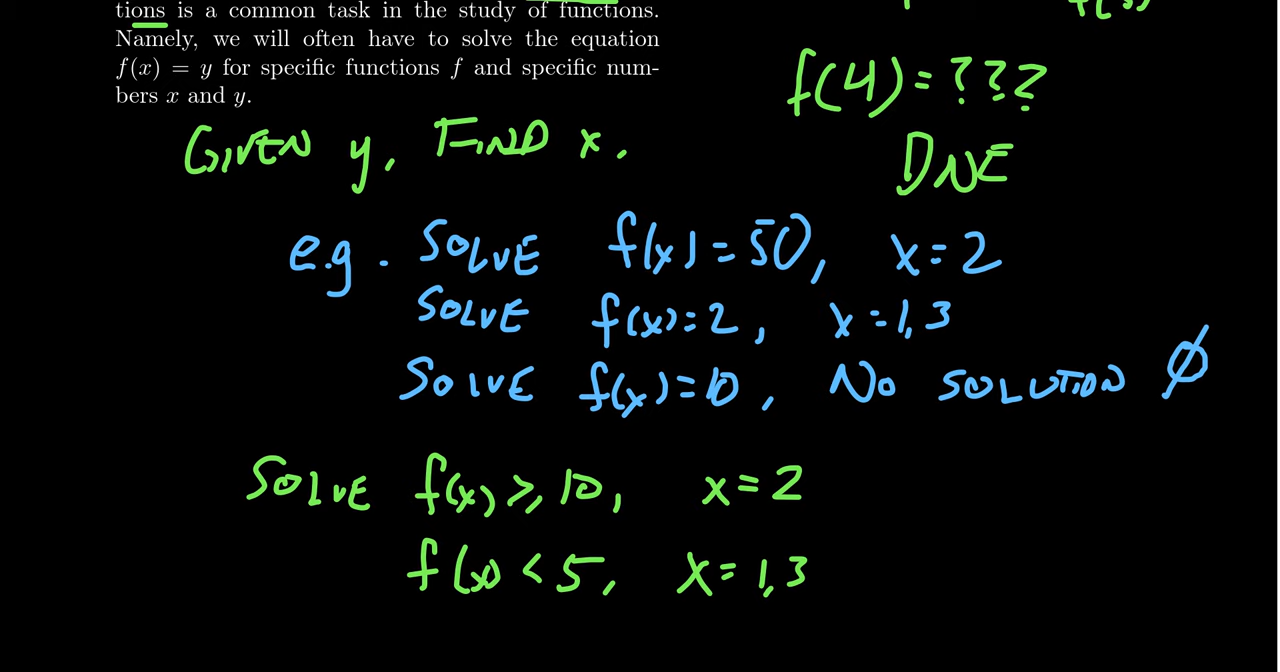 tions is a common task in the study of functions.
Namely, we will often have to solve the equation
f(x) = y for specific functions f and specific num-
bers x and y.
f(4) = ???
DNE
GIVEN y, FIND x.
e.g. SOLVE f(x) = 50, x = 2
SOLVE f(x) = 2, x = 1, 3
SOLVE f(x) = 10, NO SOLUTION ∅
SOLVE f(x) ≥ 10, x = 2
f(x) < 5, x = 1, 3